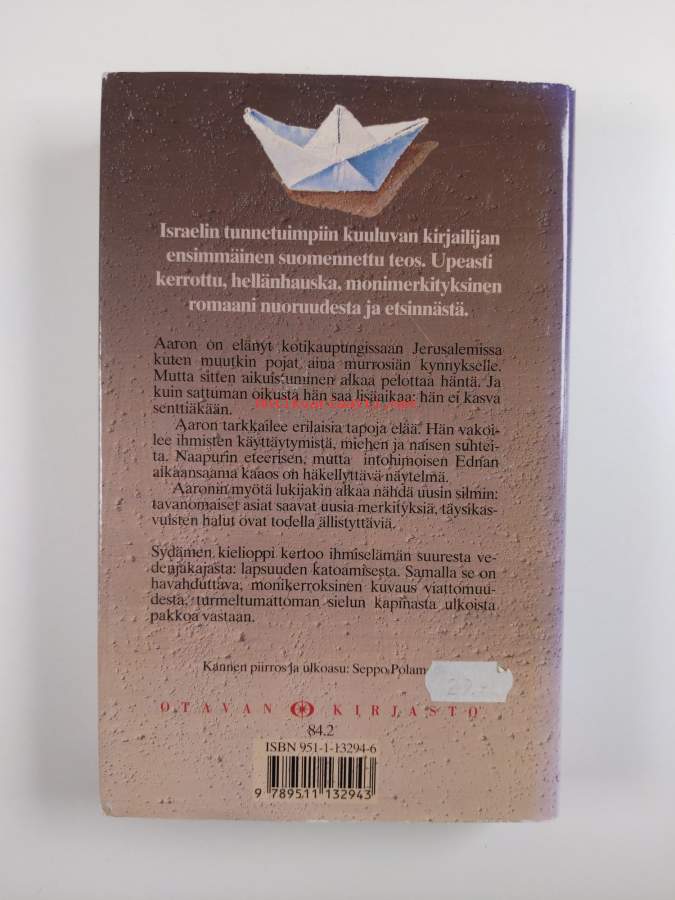 Israelin tunnetuimpiin kuuluvan kirjailijan
ensimmäinen suomennettu teos. Upeasti
kerrottu, hellänhauska, monimerkityksinen
romaani nuoruudesta ja etsinnästä.
Aaron on elänyt kotikaupungissaan Jerusalemissa
kuten muutkin pojat aina murrosiän kynnykselle.
Mutta sitten aikuistuminen alkaa pelottaa häntä. Ja
kuin sattuman oikusta hän saa lisäaikaa: hän ei kasva
senttiäkään.
Aaron tarkkailee erilaisia tapoja elää. Hän vakoi-
lee ihmisten käyttäytymistä, miehen ja naisen suhtei-
ta. Naapurin eteerisen, mutta intohimoisen Ednan
aikaansaama kaaos on häkellyttävä näytelmä.
Aaronin myötä lukijakin alkaa nähdä uusin silmin:
tavanomaiset asiat saavat uusia merkityksiä, täysikas-
vuisten halut ovat todella ällistyttäviä.
Sydämen kielioppi kertoo ihmiselämän suuresta ve-
denjakajasta: lapsuuden katoamisesta. Samalla se on
havahduttava, monikerroksinen kuvaus viattomuu-
desta, turmeltumattoman sielun kapinasta ulkoista
pakkoa vastaan.
Kannen piirros ja ulkoasu: Seppo Polam
29,-
OTAVAN KIRJASTO
84.2
ISBN 951-1-13294-6
9 789511 132943